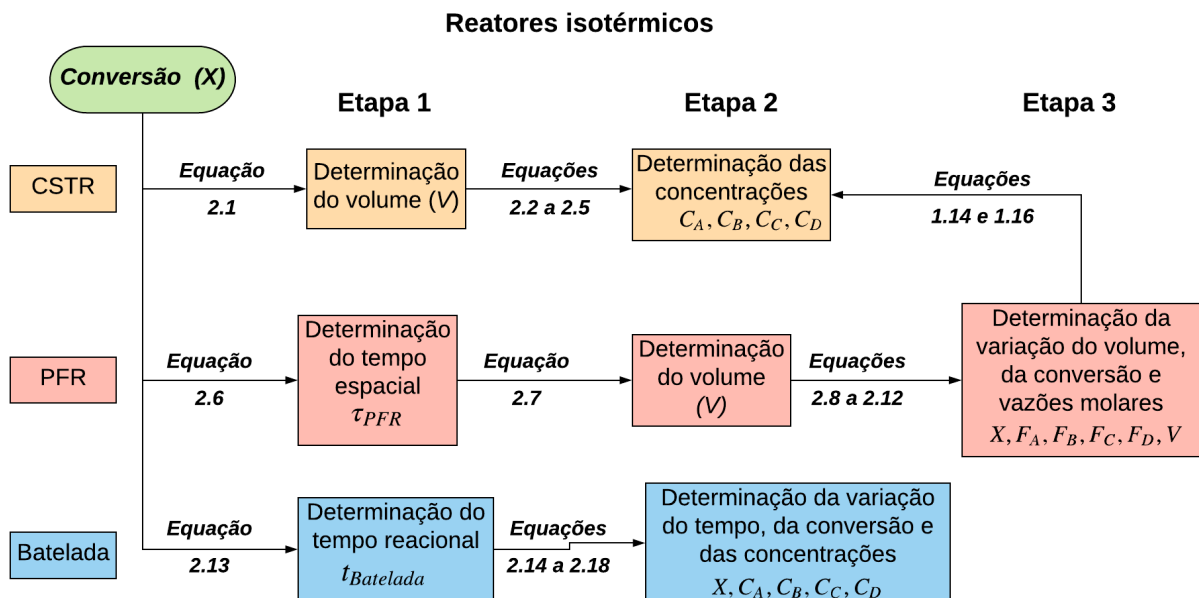 Reatores isotérmicos
Conversão (X)
Etapa 1
Etapa 2
Etapa 3
CSTR
Equação
2.1
Determinação
do volume (V)
Equações
2.2 a 2.5
Determinação das
concentrações
C_A, C_B, C_C, C_D
Equações
1.14 e 1.16
PFR
Equação
2.6
Determinação
do tempo
espacial
τ_PFR
Equação
2.7
Determinação
do volume
(V)
Equações
2.8 a 2.12
Determinação da
variação do volume,
da conversão e
vazões molares
X, F_A, F_B, F_C, F_D, V
Batelada
Equação
2.13
Determinação do
tempo reacional
t_Batelada
Equações
2.14 a 2.18
Determinação da variação
do tempo, da conversão e
das concentrações
X, C_A, C_B, C_C, C_D